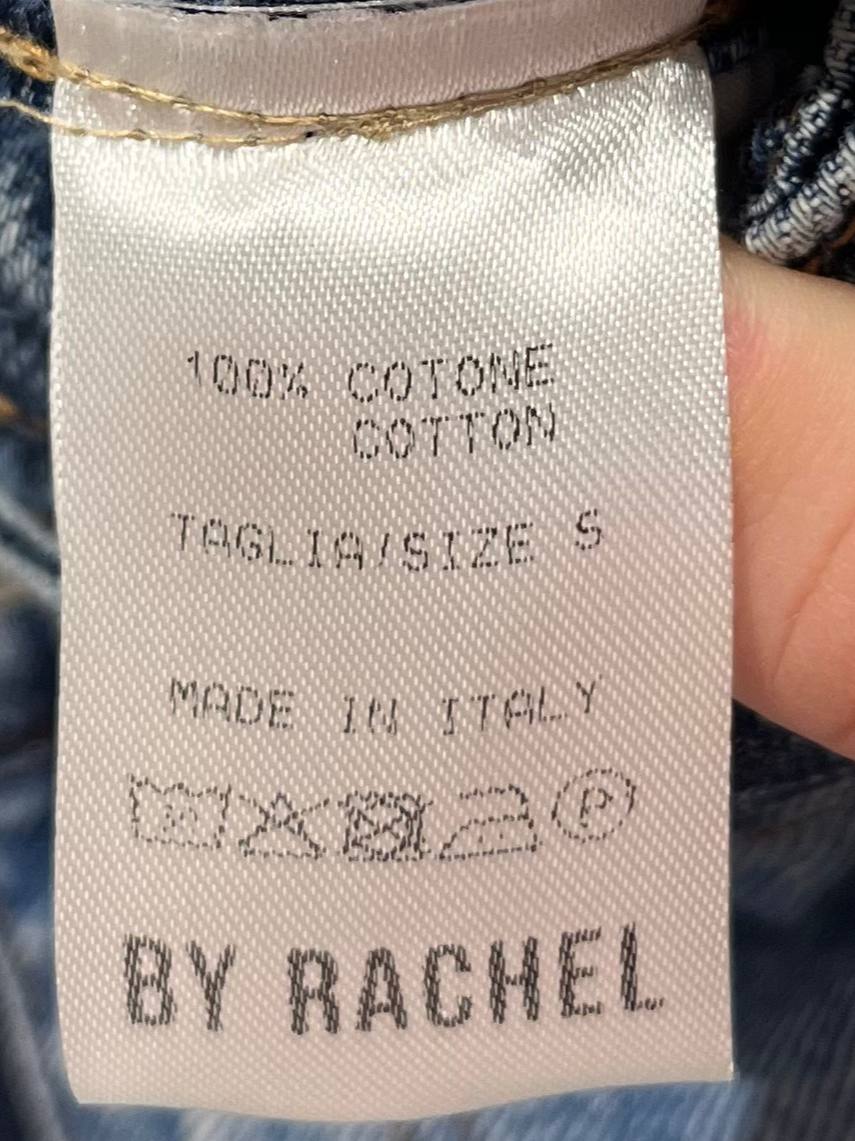 100% COTONE
COTTON
TAGLIA/SIZE S
MADE IN ITALY
P
BY RACHEL